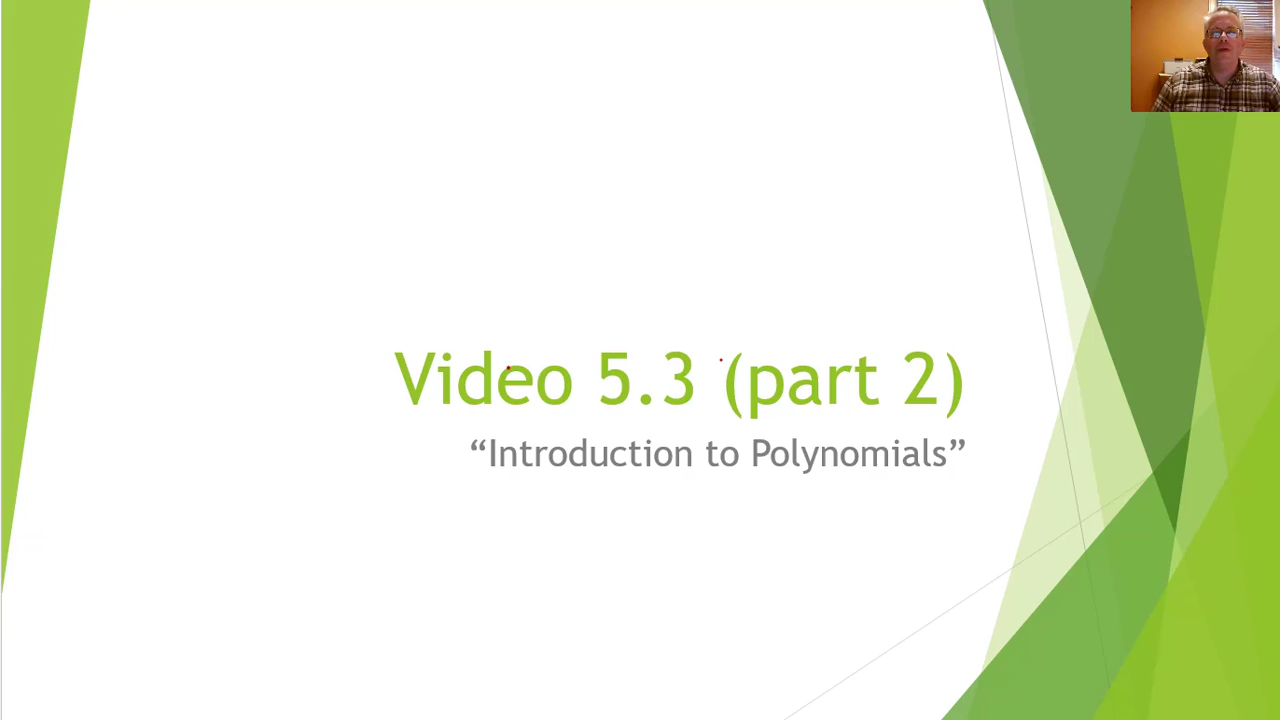 Video 5.3 (part 2)
“Introduction to Polynomials”